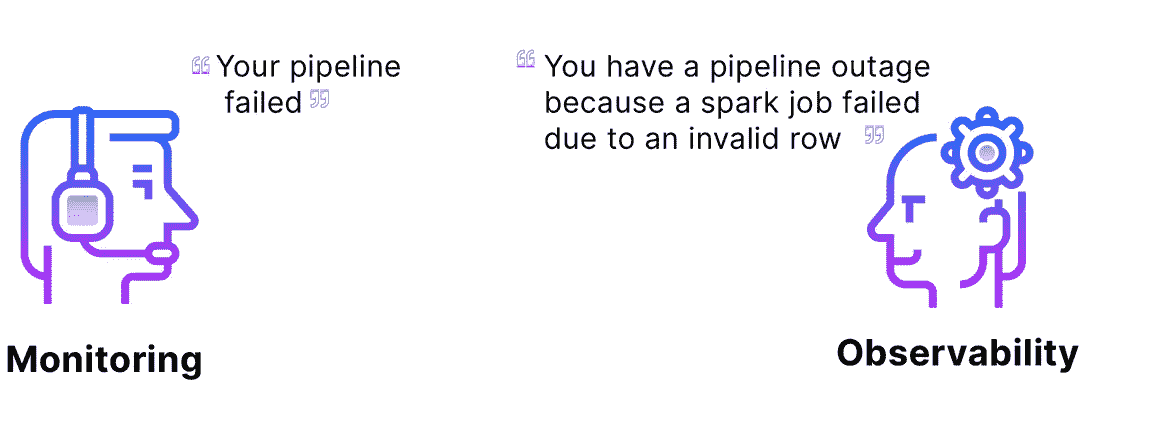 “ Your pipeline
failed ”
“ You have a pipeline outage
because a spark job failed
due to an invalid row ”
Monitoring
Observability